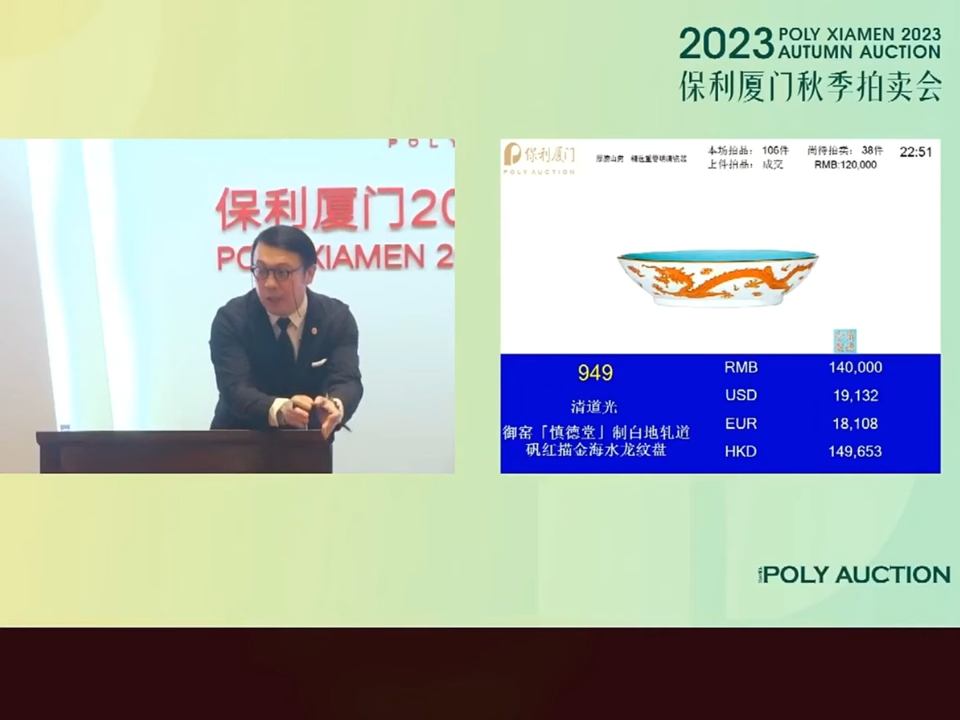 2023 POLY XIAMEN 2023
AUTUMN AUCTION
保利厦门秋季拍卖会
POLY
保利厦门20
XIAMEN 2
保利厦门
POLY AUCTION
本场拍品: 106件
尚待拍卖: 38件
上件拍品: 成交
RMB:120,000
22:51
949
清道光
御窑「慎德堂」制白地轧道
矾红描金海水龙纹盘
RMB 140,000
USD 19,132
EUR 18,108
HKD 149,653
POLY AUCTION